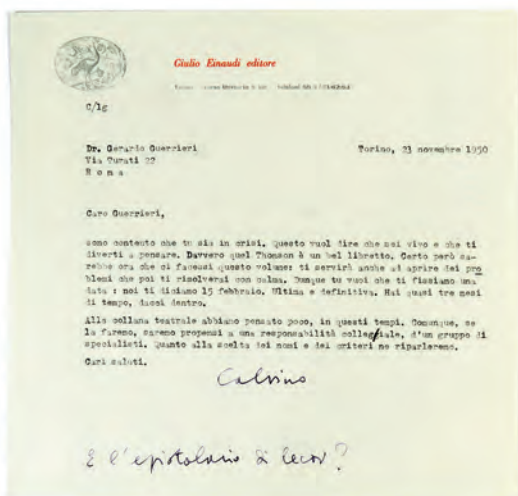 Giulio Einaudi editore
C/lg
Dr. Gerardo Guerrieri
Torino, 23 novembre 1950
Via Turati 22
Roma
Caro Guerrieri,
sono contento che tu sia in crisi. Questo vuol dire che sei vivo e che ti
diverti a pensare. Davvero quel Thomson è un bel libretto. Certo però sa-
rebbe ora che ci facessi questo volume: ti servirà anche ad aprire dei pro
blemi che poi ti risolverai con calma. Dunque tu vuoi che ti fissiamo una
data : noi ti diciamo 15 febbraio. Ultima e definitiva. Hai quasi tre mesi
di tempo, dacci dentro.
Alla collana teatrale abbiamo pensato poco, in questi tempi. Comunque, se
la faremo, saremo propensi a una responsabilità collegiale, d'un gruppo di
specialisti. Quanto alla scelta dei nomi e dei criteri ne riparleremo.
Cari saluti.
Calvino
E l'epistolario di Cecov?